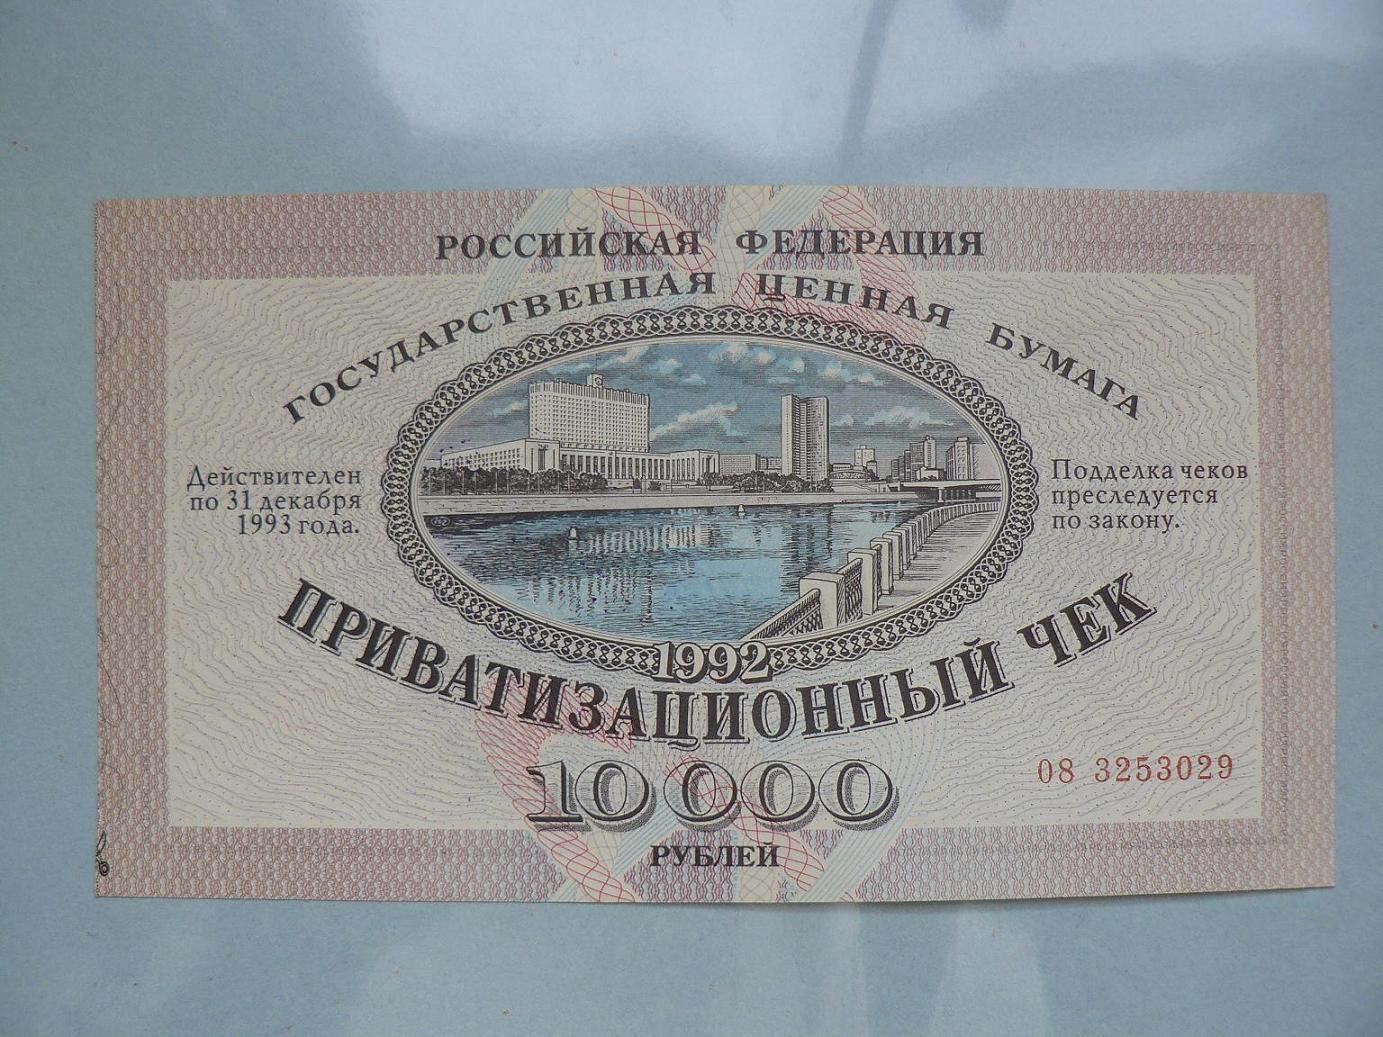 РОССИЙСКАЯ ФЕДЕРАЦИЯ
ГОСУДАРСТВЕННАЯ ЦЕННАЯ БУМАГА
Действителен
по 31 декабря
1993 года.
Подделка чеков
преследуется
по закону.
1992
ПРИВАТИЗАЦИОННЫЙ ЧЕК
10 000
РУБЛЕЙ
08 3253029